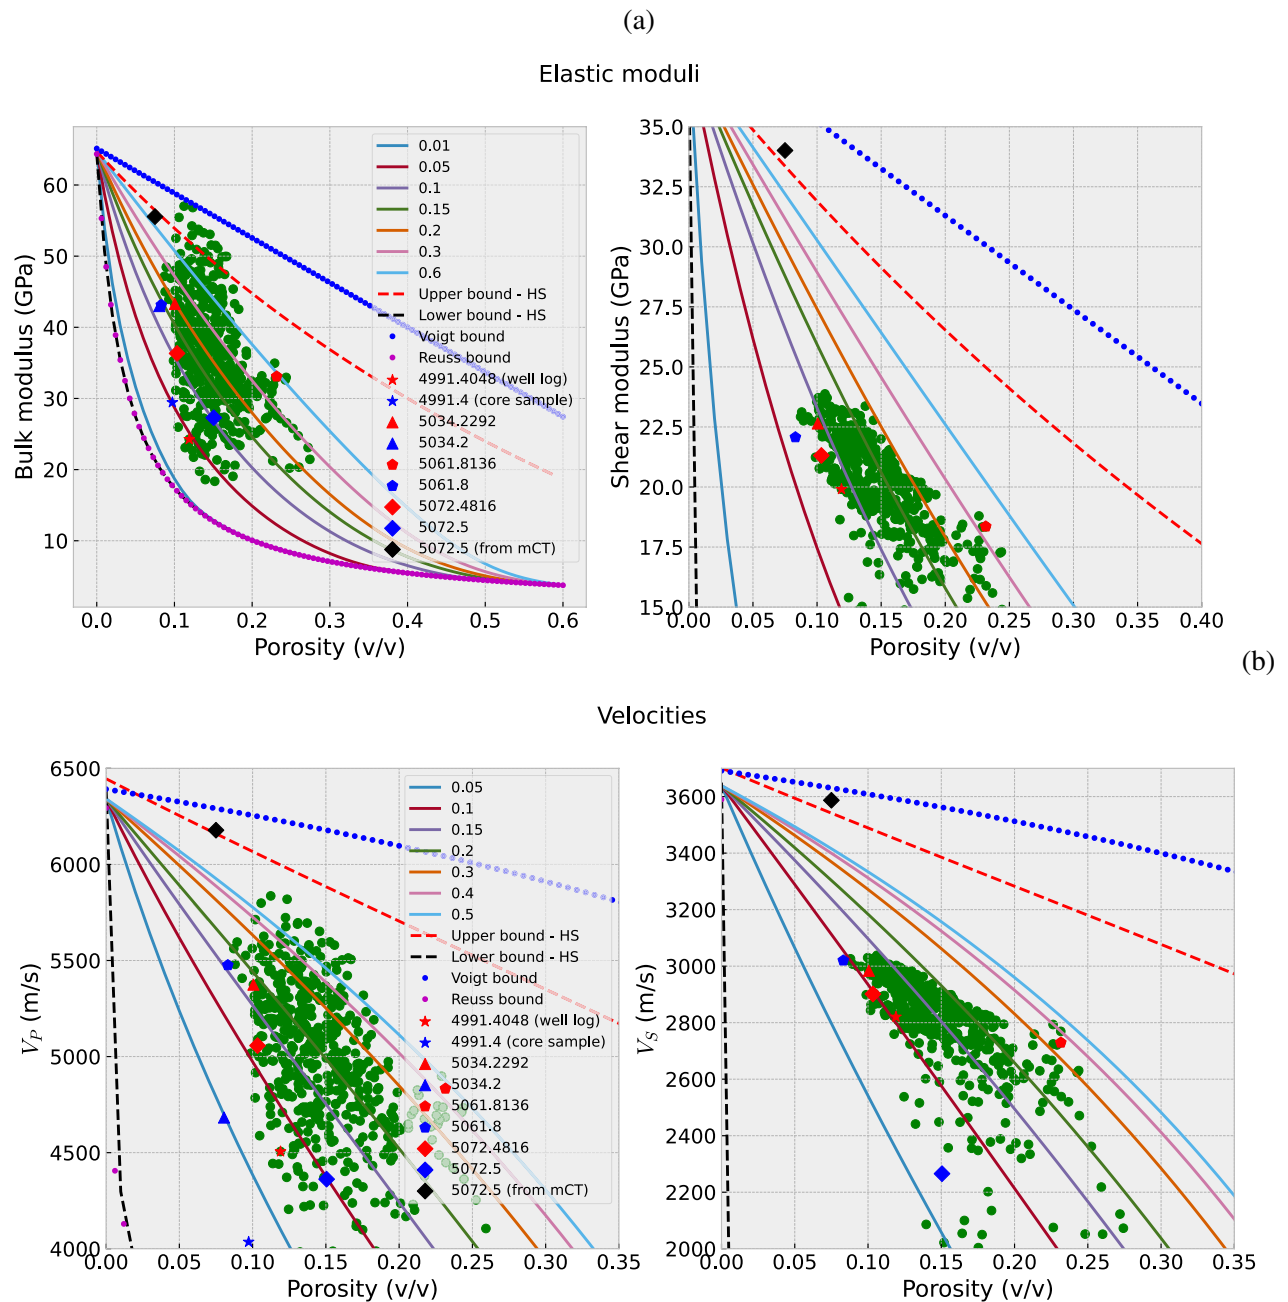 (a)
Elastic moduli
Bulk modulus (GPa)
60
50
40
30
20
10
0.0 0.1 0.2 0.3 0.4 0.5 0.6
Porosity (v/v)
0.01
0.05
0.1
0.15
0.2
0.3
0.6
Upper bound - HS
Lower bound - HS
Voigt bound
Reuss bound
4991.4048 (well log)
4991.4 (core sample)
5034.2292
5034.2
5061.8136
5061.8
5072.4816
5072.5
5072.5 (from mCT)
Shear modulus (GPa)
35.0
32.5
30.0
27.5
25.0
22.5
20.0
17.5
15.0
0.00 0.05 0.10 0.15 0.20 0.25 0.30 0.35 0.40
Porosity (v/v)
(b)
Velocities
V_P (m/s)
6500
6000
5500
5000
4500
4000
0.00 0.05 0.10 0.15 0.20 0.25 0.30 0.35
Porosity (v/v)
0.05
0.1
0.15
0.2
0.3
0.4
0.5
Upper bound - HS
Lower bound - HS
Voigt bound
Reuss bound
4991.4048 (well log)
4991.4 (core sample)
5034.2292
5034.2
5061.8136
5061.8
5072.4816
5072.5
5072.5 (from mCT)
V_S (m/s)
3600
3400
3200
3000
2800
2600
2400
2200
2000
0.00 0.05 0.10 0.15 0.20 0.25 0.30 0.35
Porosity (v/v)